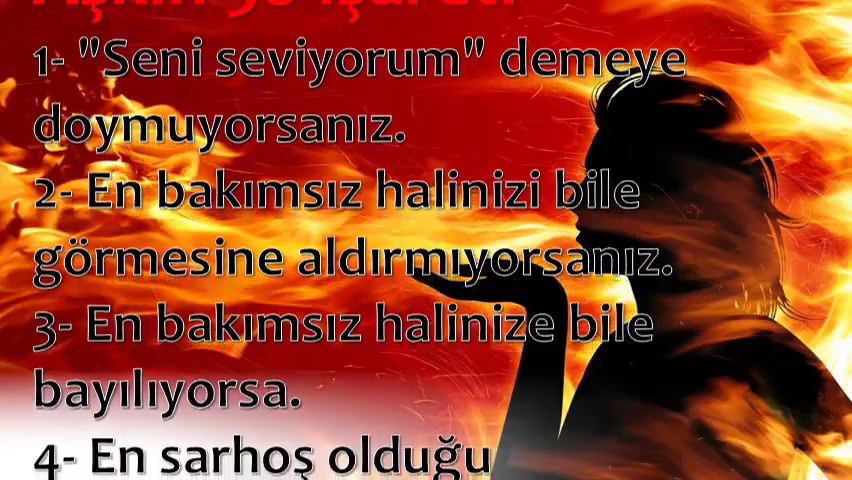 1- "Seni seviyorum" demeye
doymuyorsanız.
2- En bakımsız halinizi bile
görmesine aldırmıyorsanız.
3- En bakımsız halinize bile
bayılıyorsa.
4- En sarhoş olduğu